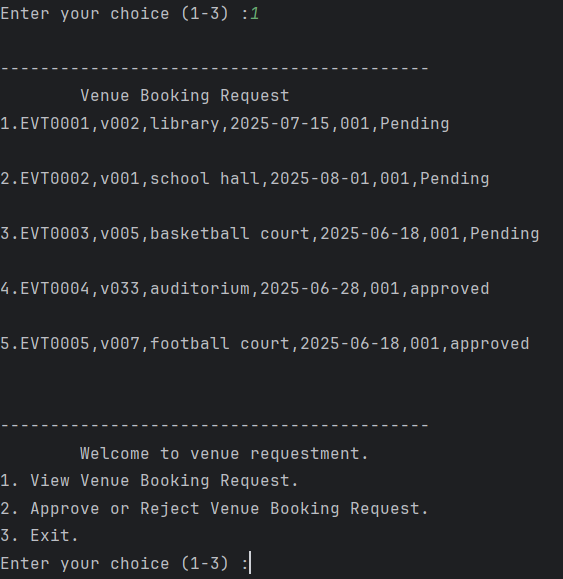 Enter your choice (1-3) :1
-------------------------------------------
Venue Booking Request
1.EVT0001,v002,library,2025-07-15,001,Pending
2.EVT0002,v001,school hall,2025-08-01,001,Pending
3.EVT0003,v005,basketball court,2025-06-18,001,Pending
4.EVT0004,v033,auditorium,2025-06-28,001,approved
5.EVT0005,v007,football court,2025-06-18,001,approved
-------------------------------------------
Welcome to venue requestment.
1. View Venue Booking Request.
2. Approve or Reject Venue Booking Request.
3. Exit.
Enter your choice (1-3) :